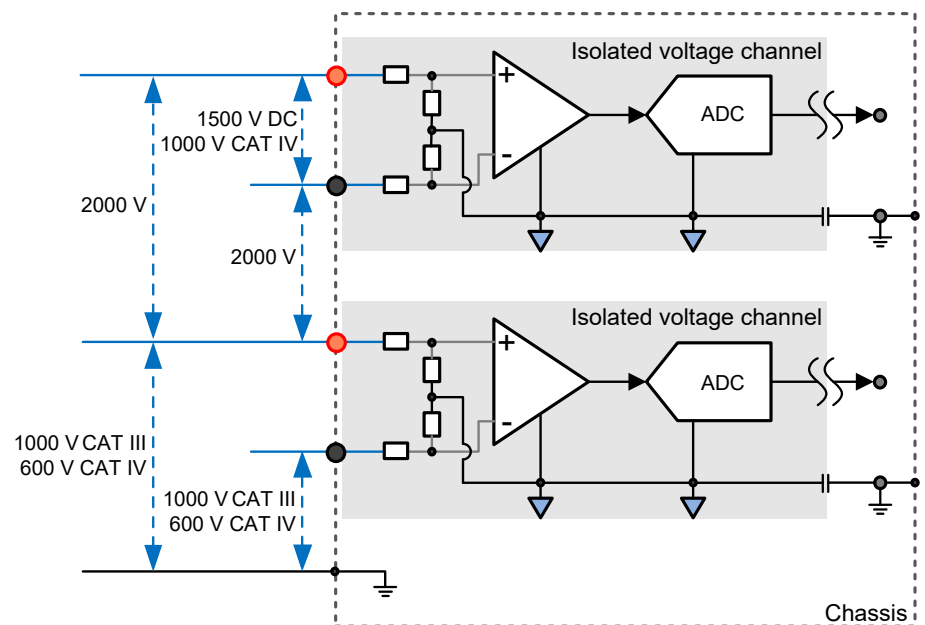 Isolated voltage channel
+
-
ADC
1500 V DC
1000 V CAT IV
2000 V
2000 V
Isolated voltage channel
+
-
ADC
1000 V CAT III
600 V CAT IV
1000 V CAT III
600 V CAT IV
Chassis